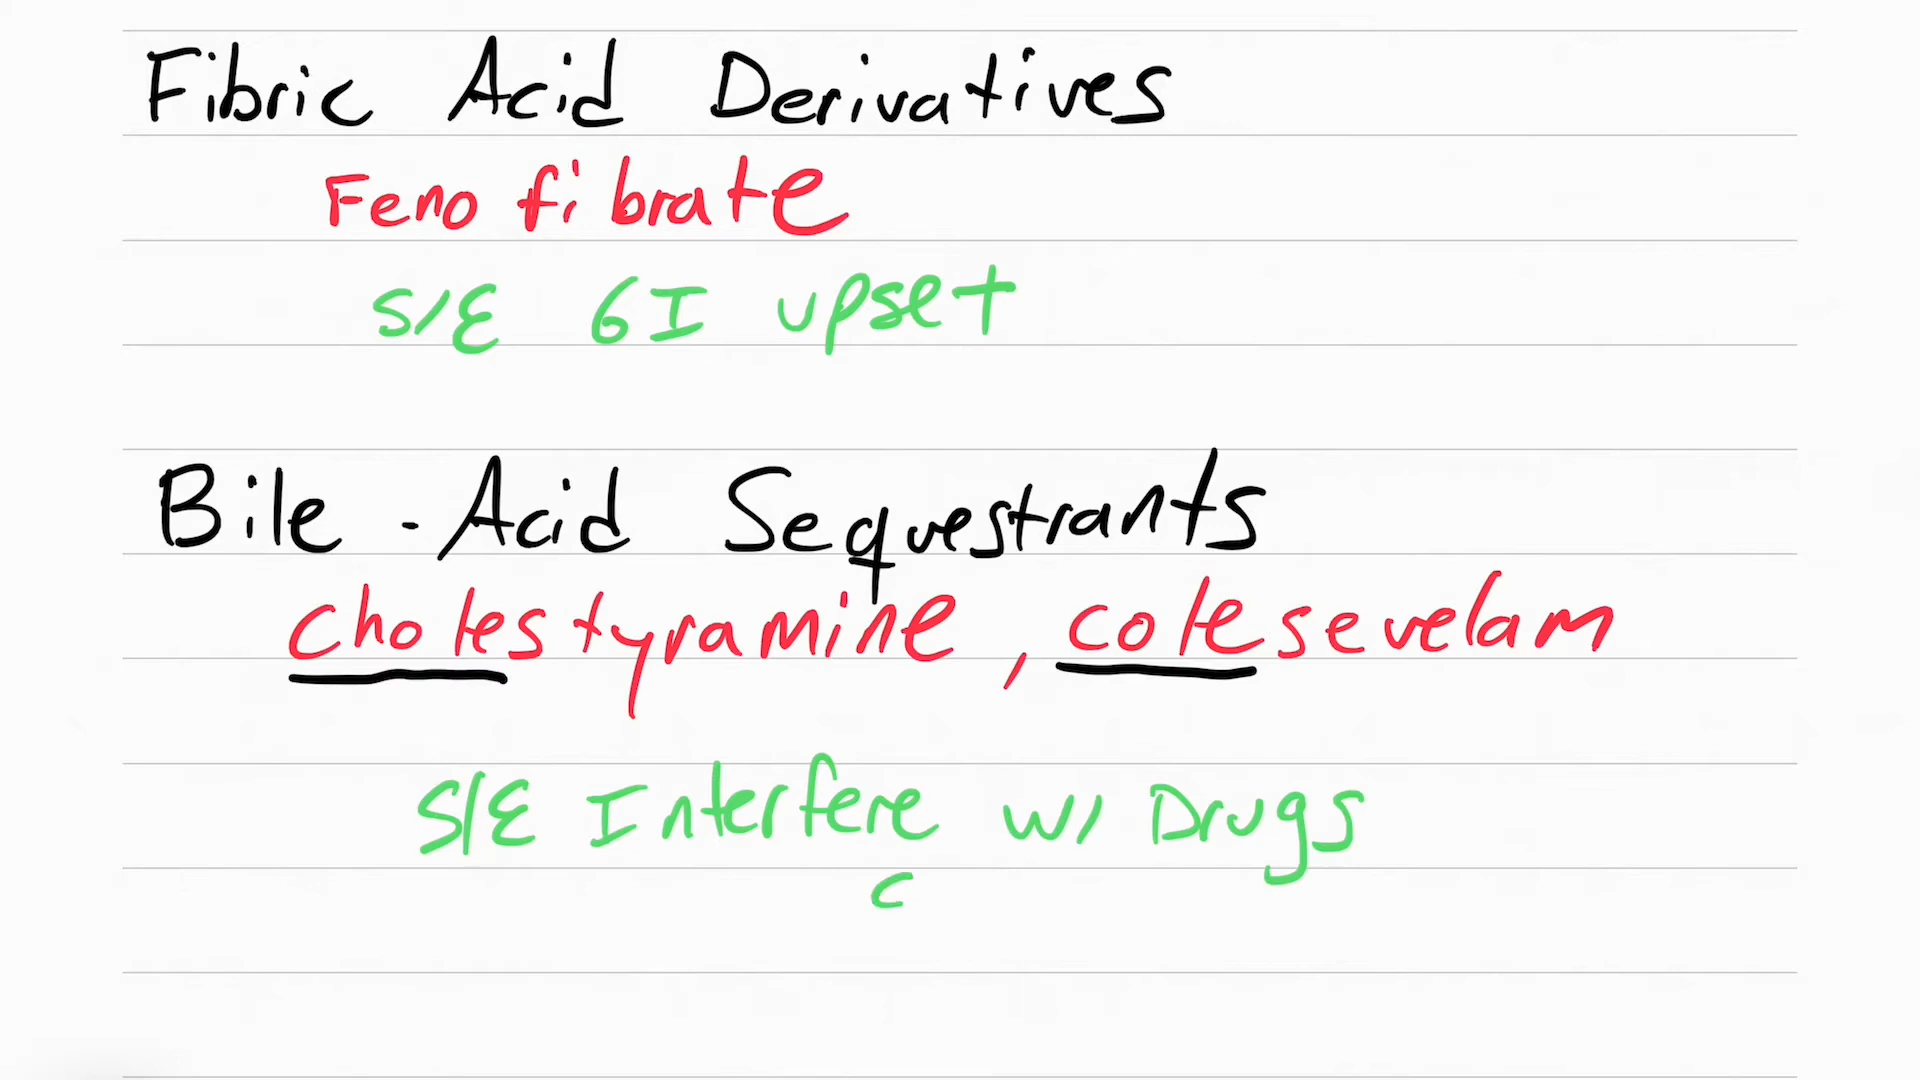 Fibric Acid Derivatives
Fenofibrate
S/E GI upset
Bile-Acid Sequestrants
cholestyramine, colesevelam
S/E Interfere w/ Drugs
c